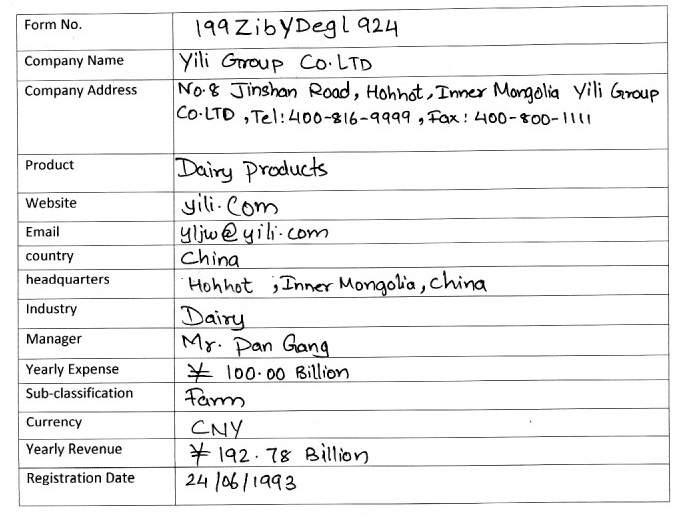 Form No. 199ZibYDegl924
Company Name Yili Group Co.LTD
Company Address No.8 Jinshan Road, Hohhot, Inner Mongolia Yili Group
Co.LTD, Tel:400-816-9999, Fax: 400-800-1111
Product Dairy Products
Website yili.Com
Email yljw@yili.com
country China
headquarters Hohhot, Inner Mongolia, China
Industry Dairy
Manager Mr. Pan Gang
Yearly Expense ¥ 100.00 Billion
Sub-classification Farm
Currency CNY
Yearly Revenue ¥ 192.78 Billion
Registration Date 24/06/1993